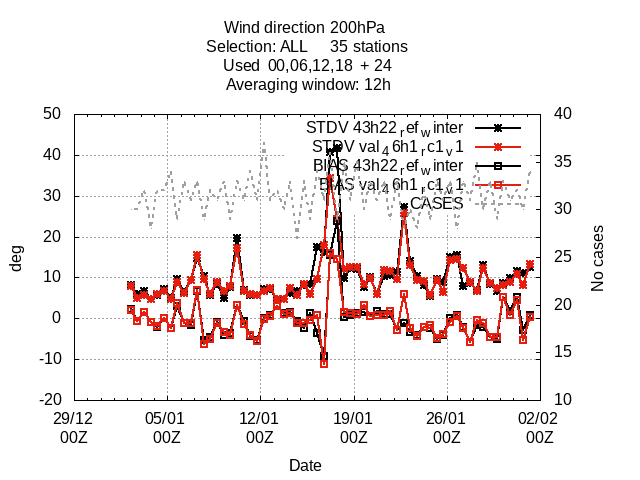 Wind direction 200hPa
Selection: ALL 35 stations
Used 00,06,12,18 + 24
Averaging window: 12h
50
40
30
20
10
0
-10
-20
deg
40
35
30
25
20
15
10
No cases
STDV 43h22_ref_winter
STDV val_46h1_rc1_v1
BIAS 43h22_ref_winter
BIAS val_46h1_rc1_v1
CASES
29/12 05/01 12/01 19/01 26/01 02/02
00Z 00Z 00Z 00Z 00Z 00Z
Date